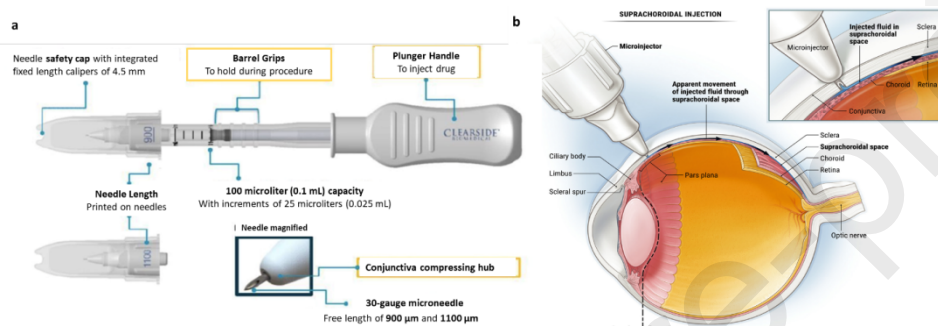 a
Needle safety cap with integrated
fixed length calipers of 4.5 mm
Barrel Grips
To hold during procedure
Plunger Handle
To inject drug
900
CLEARSIDE
Needle Length
Printed on needles
100 microliter (0.1 mL) capacity
With increments of 25 microliters (0.025 mL)
1100
Needle magnified
Conjunctiva compressing hub
30-gauge microneedle
Free length of 900 µm and 1100 µm
b
SUPRACHOROIDAL INJECTION
Microinjector
Apparent movement
of injected fluid through
suprachoroidal space
Ciliary body
Limbus
Scleral spur
Pars plana
Sclera
Suprachoroidal space
Choroid
Retina
Optic nerve
Microinjector
Injected fluid in
suprachoroidal
space
Sclera
Choroid
Retina
Conjunctiva